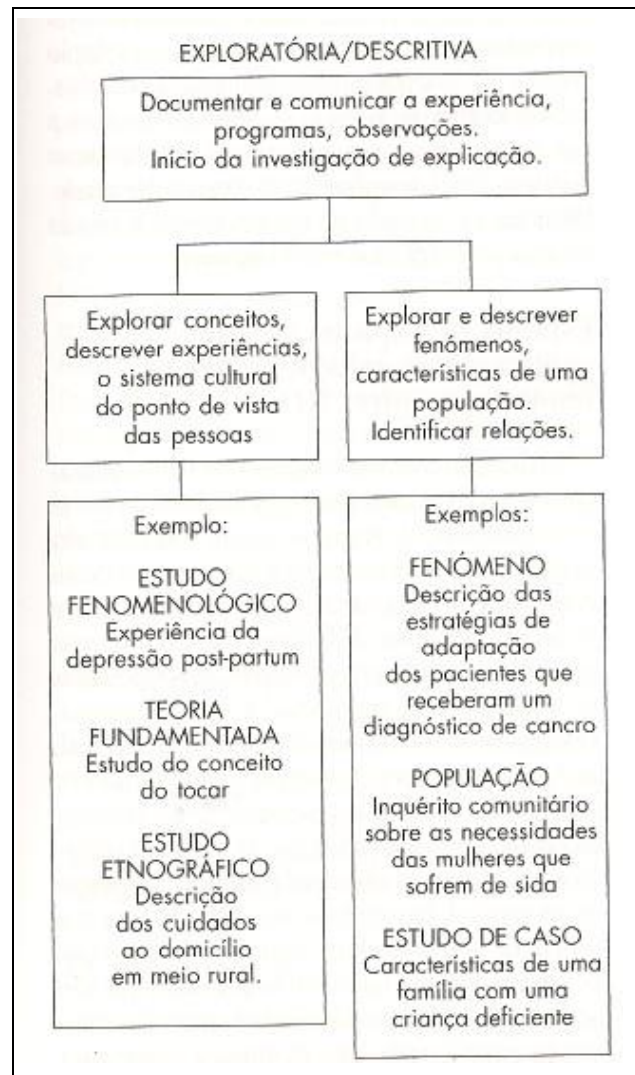 EXPLORATÓRIA/DESCRITIVA
Documentar e comunicar a experiência,
programas, observações.
Início da investigação de explicação.
Explorar conceitos,
descrever experiências,
o sistema cultural
do ponto de vista
das pessoas
Explorar e descrever
fenómenos,
características de uma
população.
Identificar relações.
Exemplo:
ESTUDO
FENOMENOLÓGICO
Experiência da
depressão post-partum
TEORIA
FUNDAMENTADA
Estudo do conceito
do tocar
ESTUDO
ETNOGRÁFICO
Descrição
dos cuidados
ao domicílio
em meio rural.
Exemplos:
FENÓMENO
Descrição das
estratégias de
adaptação
dos pacientes que
receberam um
diagnóstico de cancro
POPULAÇÃO
Inquérito comunitário
sobre as necessidades
das mulheres que
sofrem de sida
ESTUDO DE CASO
Características de uma
família com uma
criança deficiente